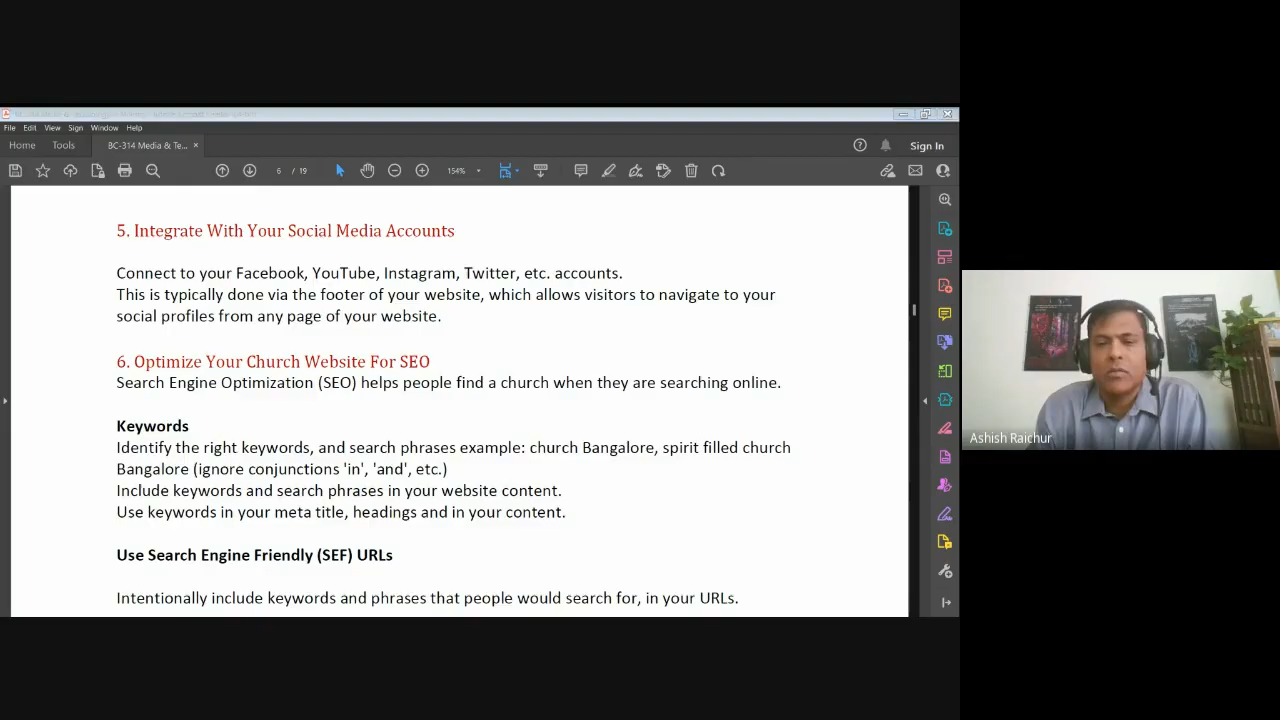 File Edit View Sign Window Help
Home Tools BC-314 Media & Te... × Sign In
6 / 19 154%
5. Integrate With Your Social Media Accounts
Connect to your Facebook, YouTube, Instagram, Twitter, etc. accounts.
This is typically done via the footer of your website, which allows visitors to navigate to your
social profiles from any page of your website.
6. Optimize Your Church Website For SEO
Search Engine Optimization (SEO) helps people find a church when they are searching online.
Keywords
Identify the right keywords, and search phrases example: church Bangalore, spirit filled church
Bangalore (ignore conjunctions 'in', 'and', etc.)
Include keywords and search phrases in your website content.
Use keywords in your meta title, headings and in your content.
Use Search Engine Friendly (SEF) URLs
Intentionally include keywords and phrases that people would search for, in your URLs.
Ashish Raichur